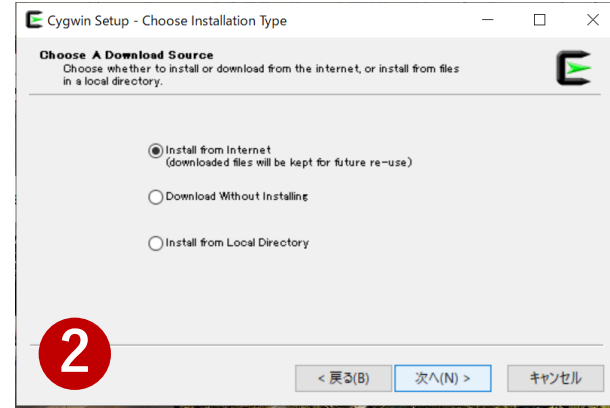 Cygwin Setup - Choose Installation Type
Choose A Download Source
Choose whether to install or download from the internet, or install from files
in a local directory.
Install from Internet
(downloaded files will be kept for future re-use)
Download Without Installing
Install from Local Directory
2
< 戻る(B)
次へ(N) >
キャンセル